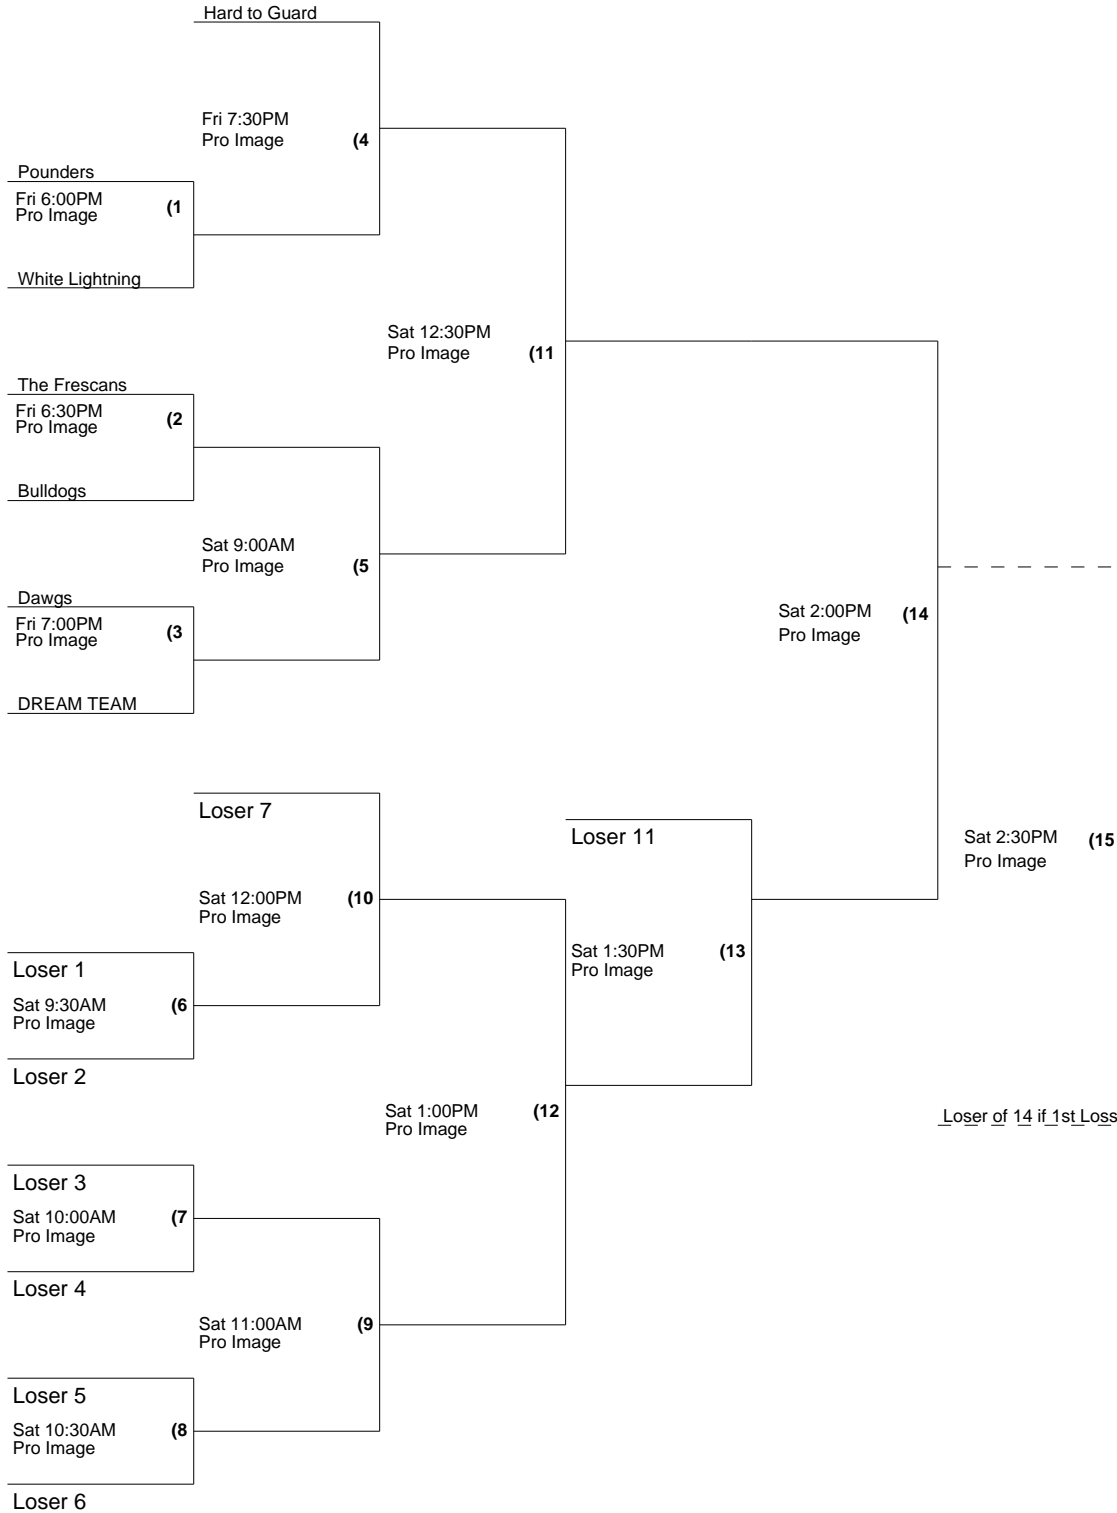 Hard to Guard
Fri 7:30PM
Pro Image (4
Pounders
Fri 6:00PM (1
Pro Image
White Lightning
Sat 12:30PM
Pro Image (11
The Frescans
Fri 6:30PM (2
Pro Image
Bulldogs
Sat 9:00AM
Pro Image (5
Dawgs
Fri 7:00PM (3
Pro Image
Sat 2:00PM (14
Pro Image
DREAM TEAM
Loser 7
Loser 11
Sat 2:30PM (15
Pro Image
Sat 12:00PM (10
Pro Image
Sat 1:30PM (13
Pro Image
Loser 1
Sat 9:30AM (6
Pro Image
Loser 2
Sat 1:00PM (12
Pro Image
Loser of 14 if 1st Loss
Loser 3
Sat 10:00AM (7
Pro Image
Loser 4
Sat 11:00AM (9
Pro Image
Loser 5
Sat 10:30AM (8
Pro Image
Loser 6